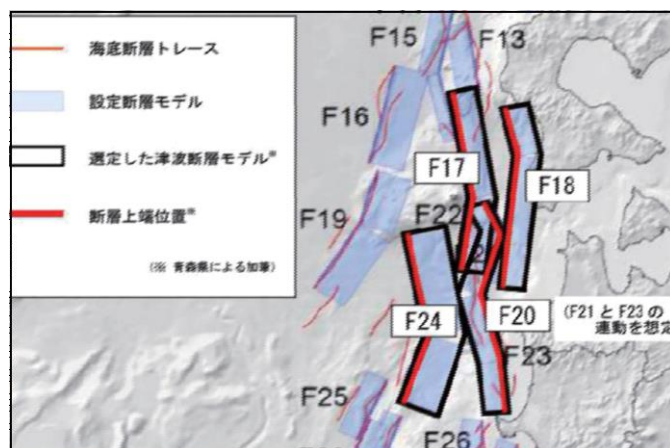 海底断層トレース
設定断層モデル
選定した津波断層モデル※
断層上端位置※
(※ 青森県による加筆)
F15
F13
F16
F17
F18
F19
F22
F24
F20
(F21 と F23 の
連動を想定
F23
F25
F26